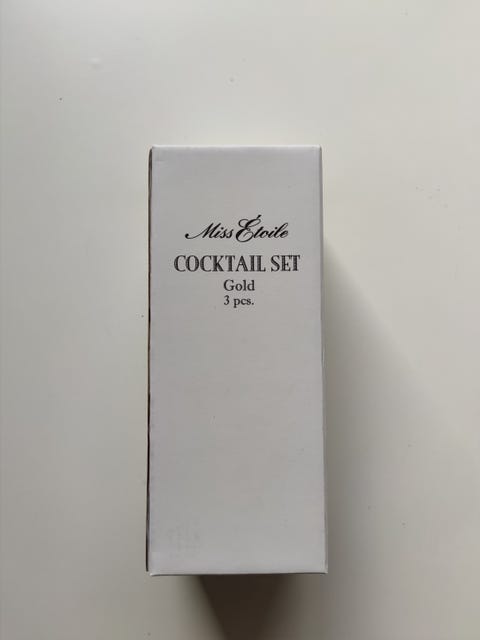 Miss Étoile
COCKTAIL SET
Gold
3 pcs.